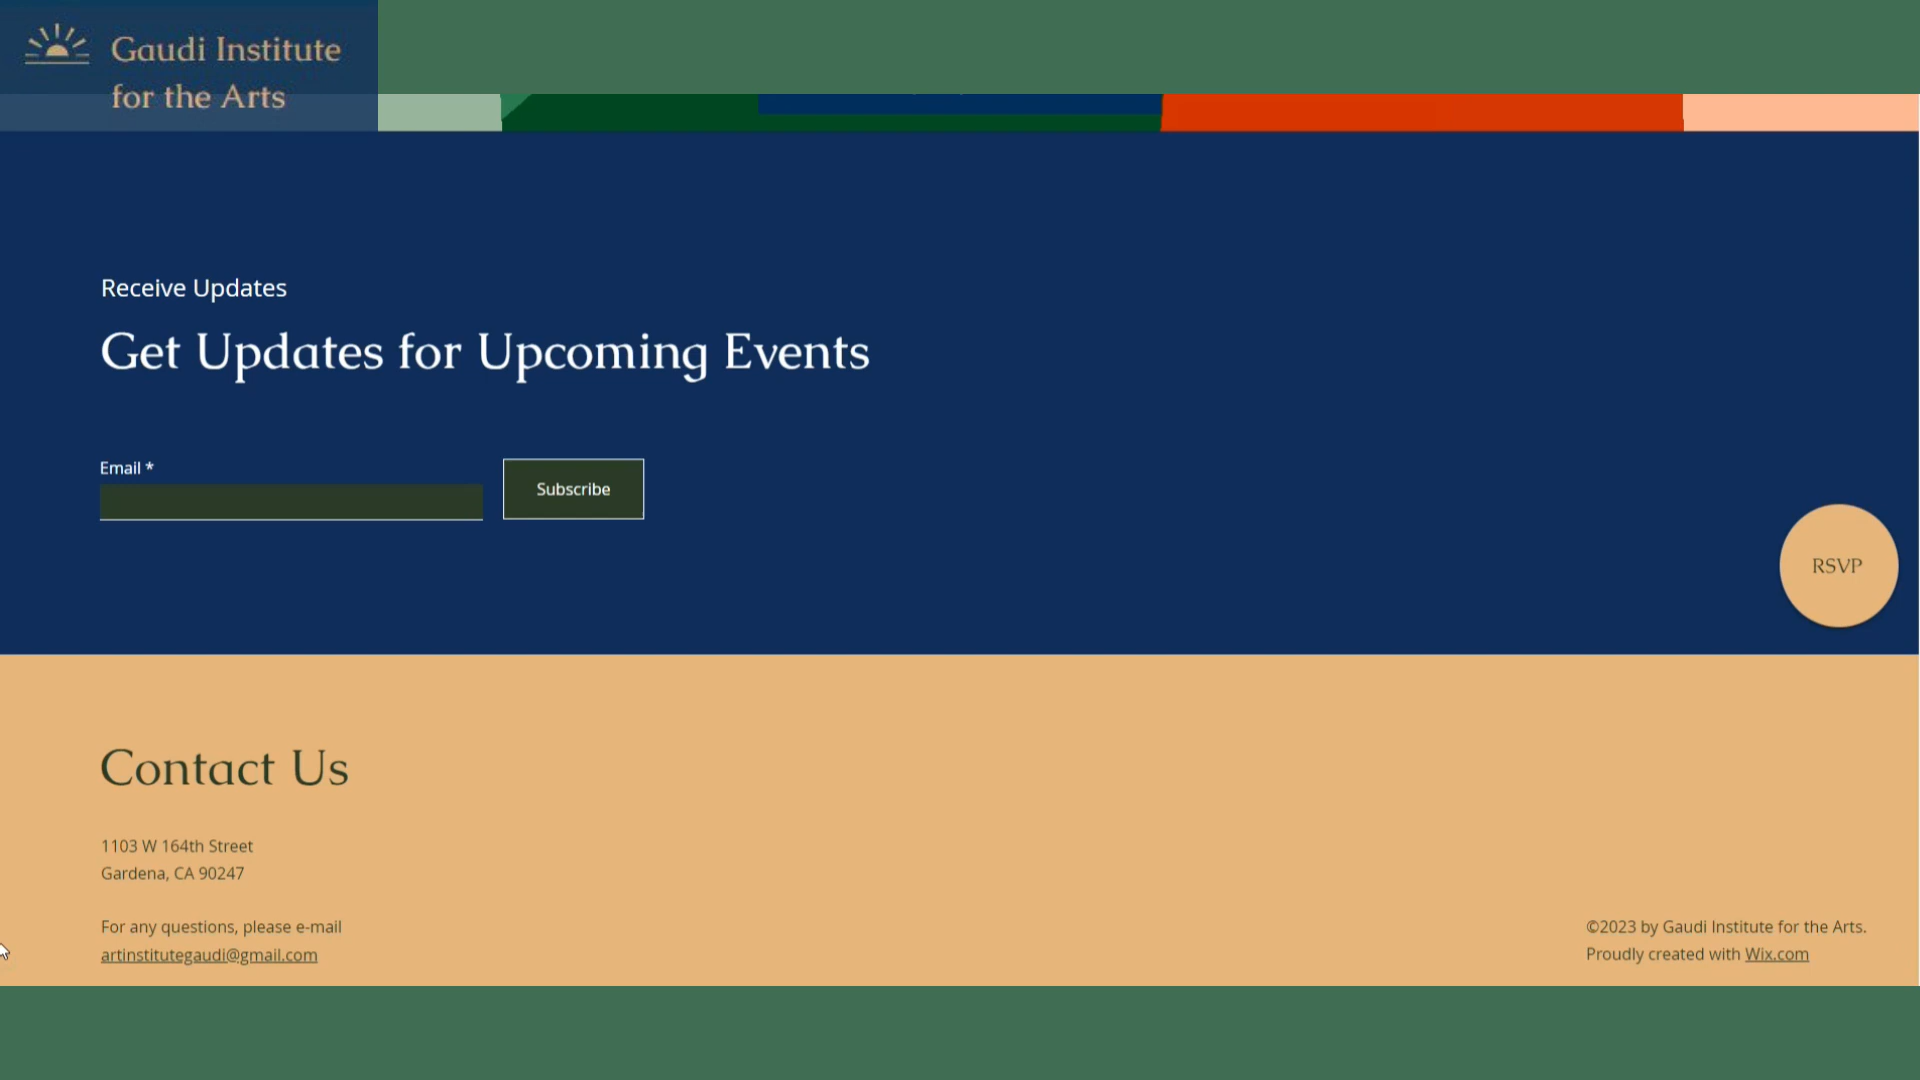 Gaudi Institute
for the Arts
Receive Updates
Get Updates for Upcoming Events
Email *
Subscribe
RSVP
Contact Us
1103 W 164th Street
Gardena, CA 90247
For any questions, please e-mail
artinstitutegaudi@gmail.com
©2023 by Gaudi Institute for the Arts.
Proudly created with Wix.com